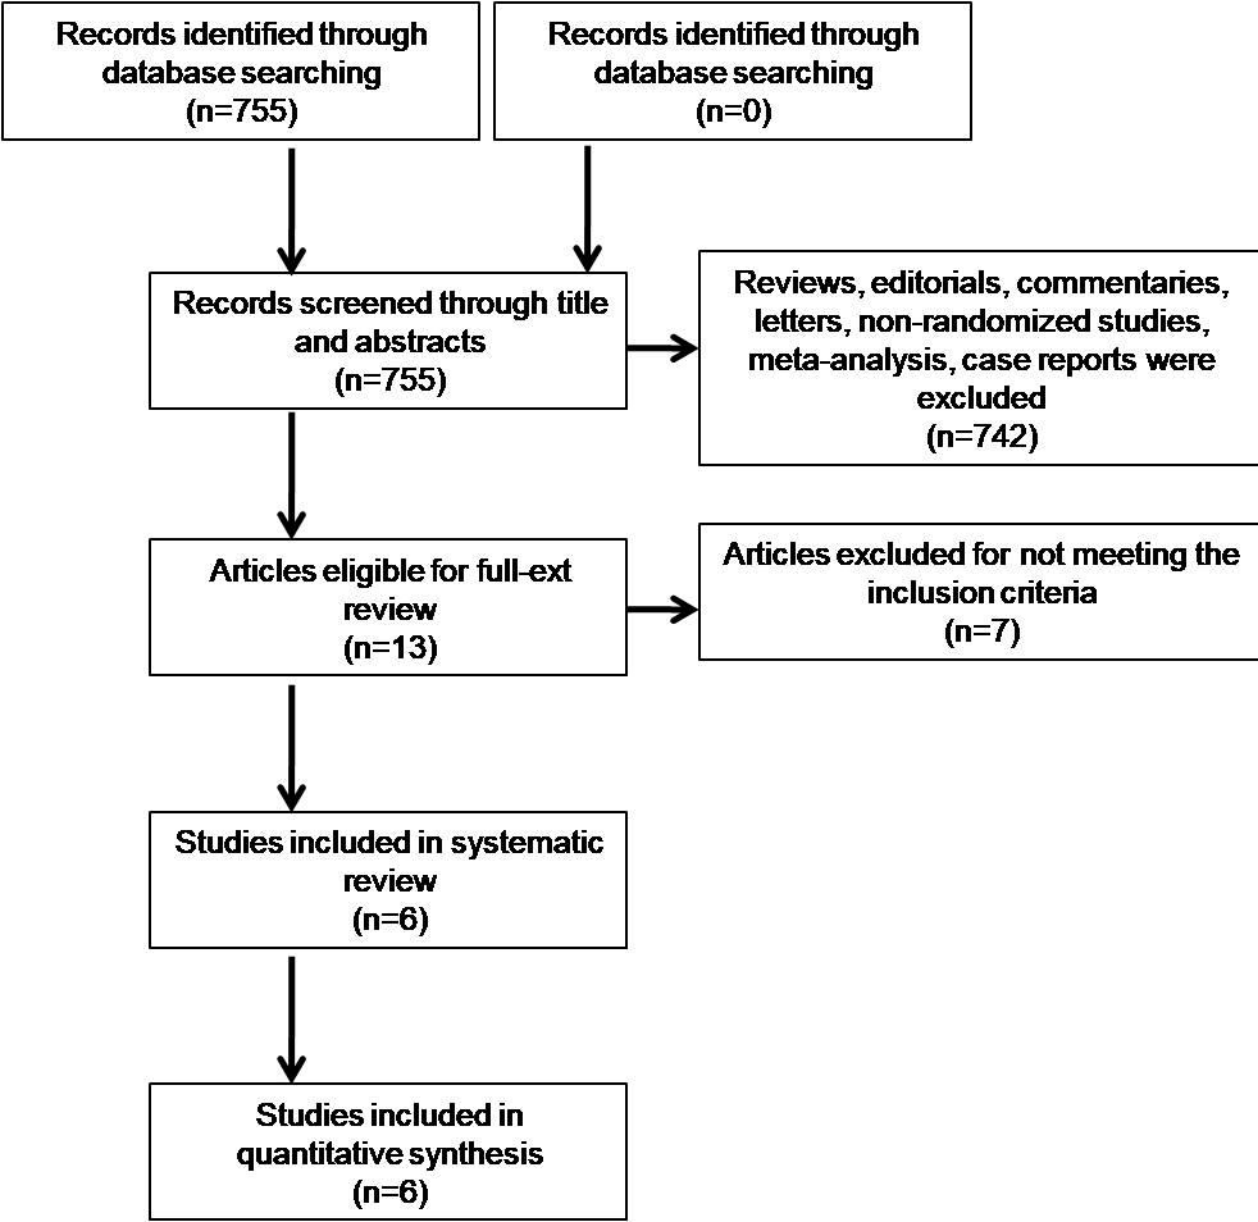 Records identified through
database searching
(n=755)
Records identified through
database searching
(n=0)
Records screened through title
and abstracts
(n=755)
Reviews, editorials, commentaries,
letters, non-randomized studies,
meta-analysis, case reports were
excluded
(n=742)
Articles eligible for full-ext
review
(n=13)
Articles excluded for not meeting the
inclusion criteria
(n=7)
Studies included in systematic
review
(n=6)
Studies included in
quantitative synthesis
(n=6)